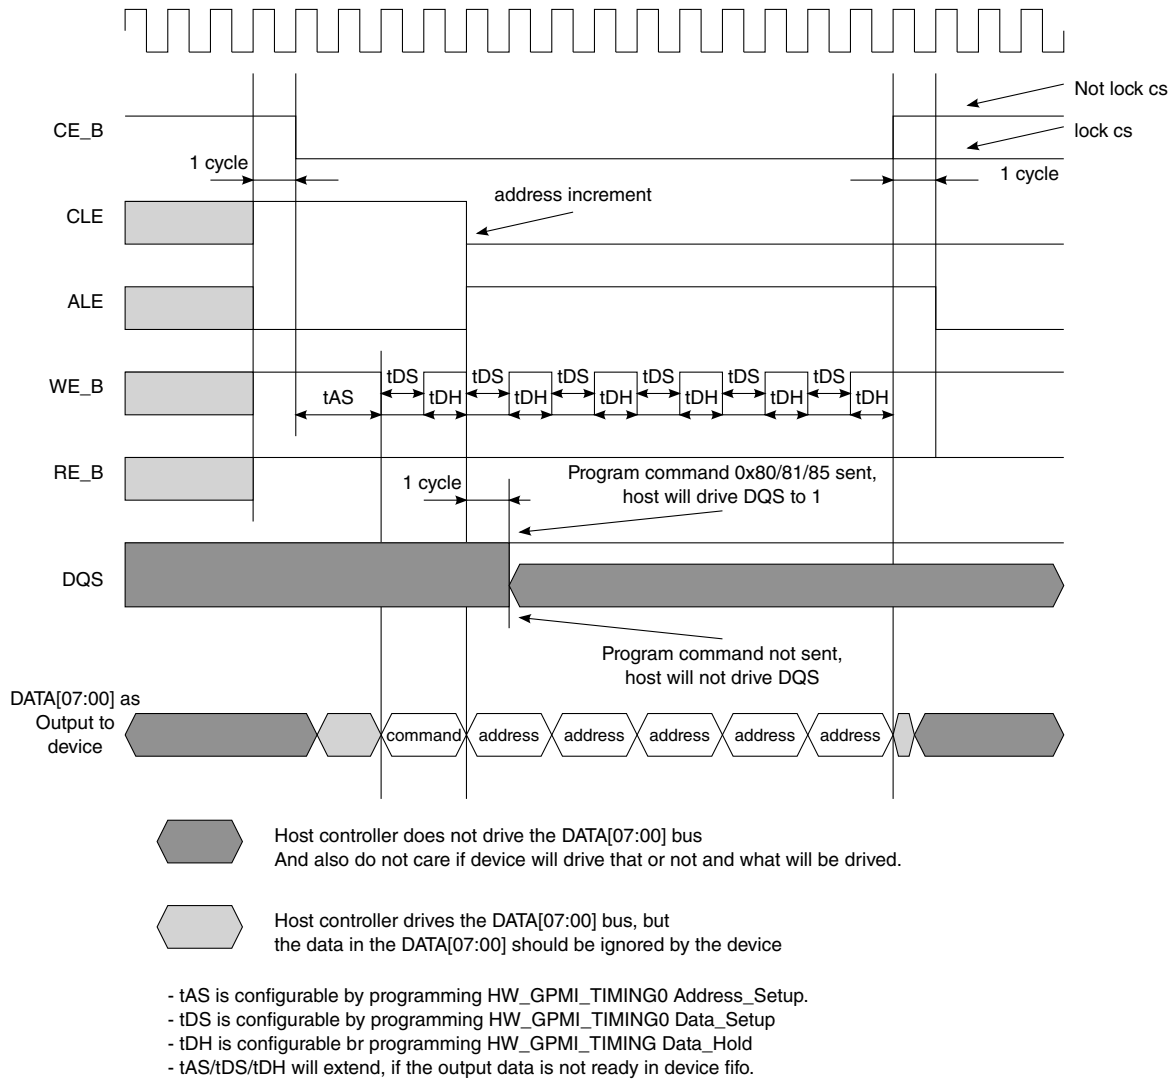 Not lock cs
CE_B
lock cs
1 cycle
1 cycle
address increment
CLE
ALE
tDS tDS tDS tDS tDS tDS
WE_B
tAS tDH tDH tDH tDH tDH tDH
RE_B
1 cycle
Program command 0x80/81/85 sent,
host will drive DQS to 1
DQS
Program command not sent,
host will not drive DQS
DATA[07:00] as
Output to
device
command address address address address address
Host controller does not drive the DATA[07:00] bus
And also do not care if device will drive that or not and what will be drived.
Host controller drives the DATA[07:00] bus, but
the data in the DATA[07:00] should be ignored by the device
- tAS is configurable by programming HW_GPMI_TIMING0 Address_Setup.
- tDS is configurable by programming HW_GPMI_TIMING0 Data_Setup
- tDH is configurable br programming HW_GPMI_TIMING Data_Hold
- tAS/tDS/tDH will extend, if the output data is not ready in device fifo.